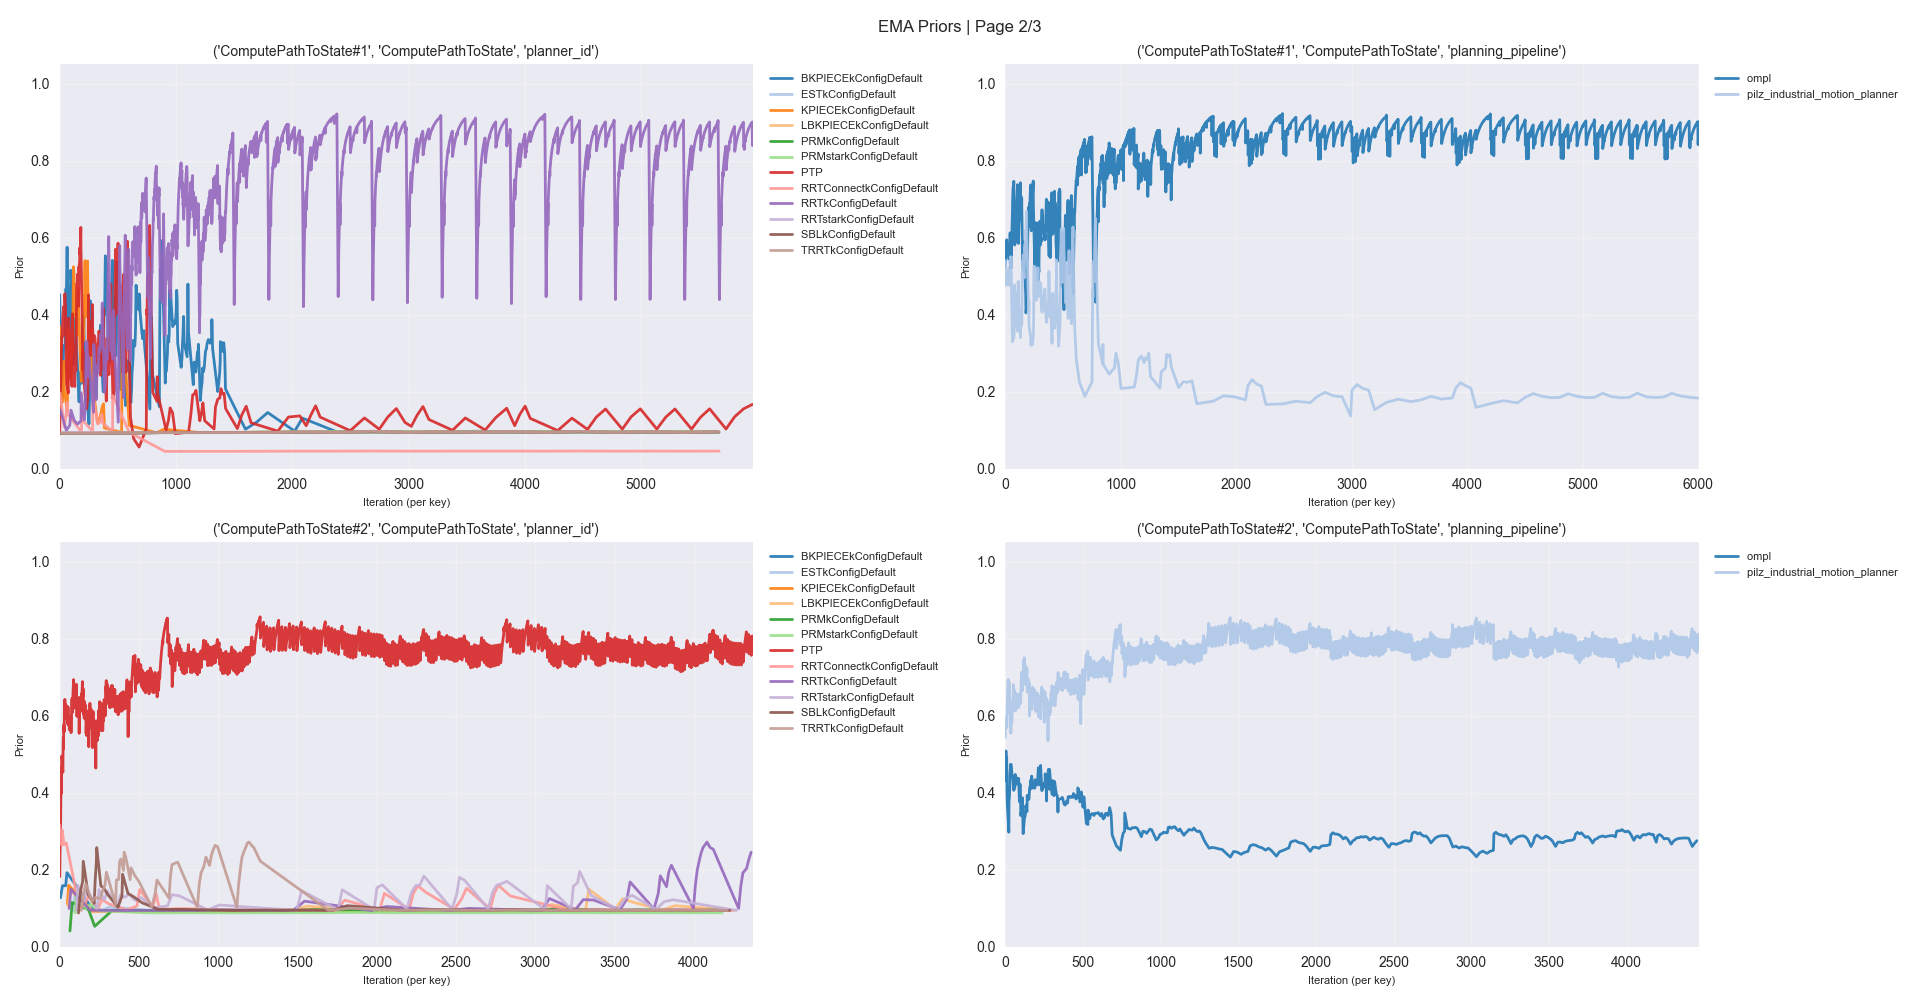 EMA Priors | Page 2/3
('ComputePathToState#1', 'ComputePathToState', 'planner_id')
1.0
0.8
0.6
0.4
0.2
0.0
Prior
0 1000 2000 3000 4000 5000
Iteration (per key)
BKPIECEkConfigDefault
ESTkConfigDefault
KPIECEkConfigDefault
LBKPIECEkConfigDefault
PRMkConfigDefault
PRMstarkConfigDefault
PTP
RRTConnectkConfigDefault
RRTkConfigDefault
RRTstarkConfigDefault
SBLkConfigDefault
TRRTkConfigDefault
('ComputePathToState#1', 'ComputePathToState', 'planning_pipeline')
1.0
0.8
0.6
0.4
0.2
0.0
Prior
0 1000 2000 3000 4000 5000 6000
Iteration (per key)
ompl
pilz_industrial_motion_planner
('ComputePathToState#2', 'ComputePathToState', 'planner_id')
1.0
0.8
0.6
0.4
0.2
0.0
Prior
0 500 1000 1500 2000 2500 3000 3500 4000
Iteration (per key)
BKPIECEkConfigDefault
ESTkConfigDefault
KPIECEkConfigDefault
LBKPIECEkConfigDefault
PRMkConfigDefault
PRMstarkConfigDefault
PTP
RRTConnectkConfigDefault
RRTkConfigDefault
RRTstarkConfigDefault
SBLkConfigDefault
TRRTkConfigDefault
('ComputePathToState#2', 'ComputePathToState', 'planning_pipeline')
1.0
0.8
0.6
0.4
0.2
0.0
Prior
0 500 1000 1500 2000 2500 3000 3500 4000
Iteration (per key)
ompl
pilz_industrial_motion_planner